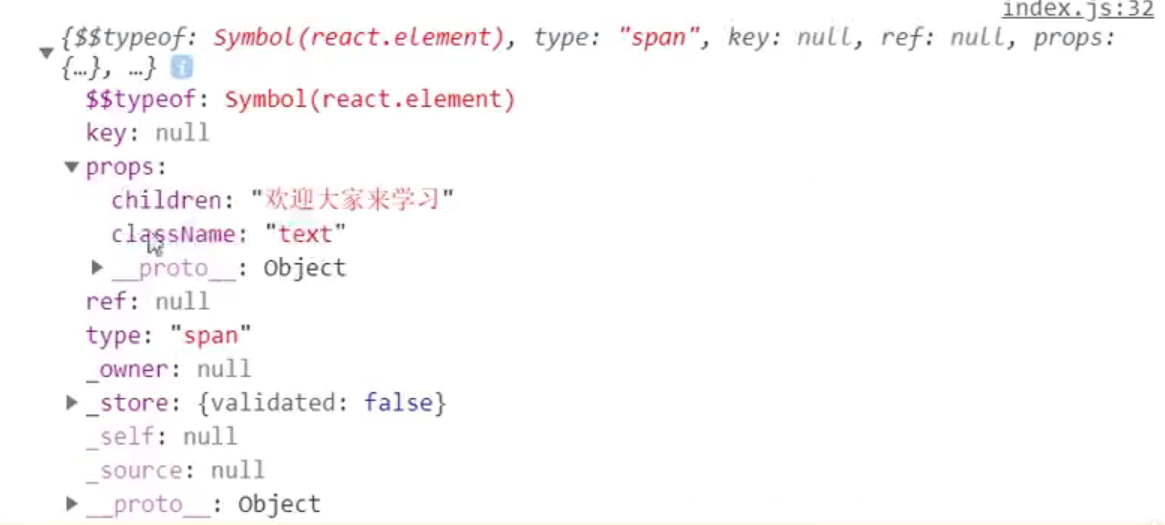 index.js:32
{$$typeof: Symbol(react.element), type: "span", key: null, ref: null, props:
{…}, …} i
$$typeof: Symbol(react.element)
key: null
props:
children: "欢迎大家来学习"
className: "text"
__proto__: Object
ref: null
type: "span"
_owner: null
_store: {validated: false}
_self: null
_source: null
__proto__: Object